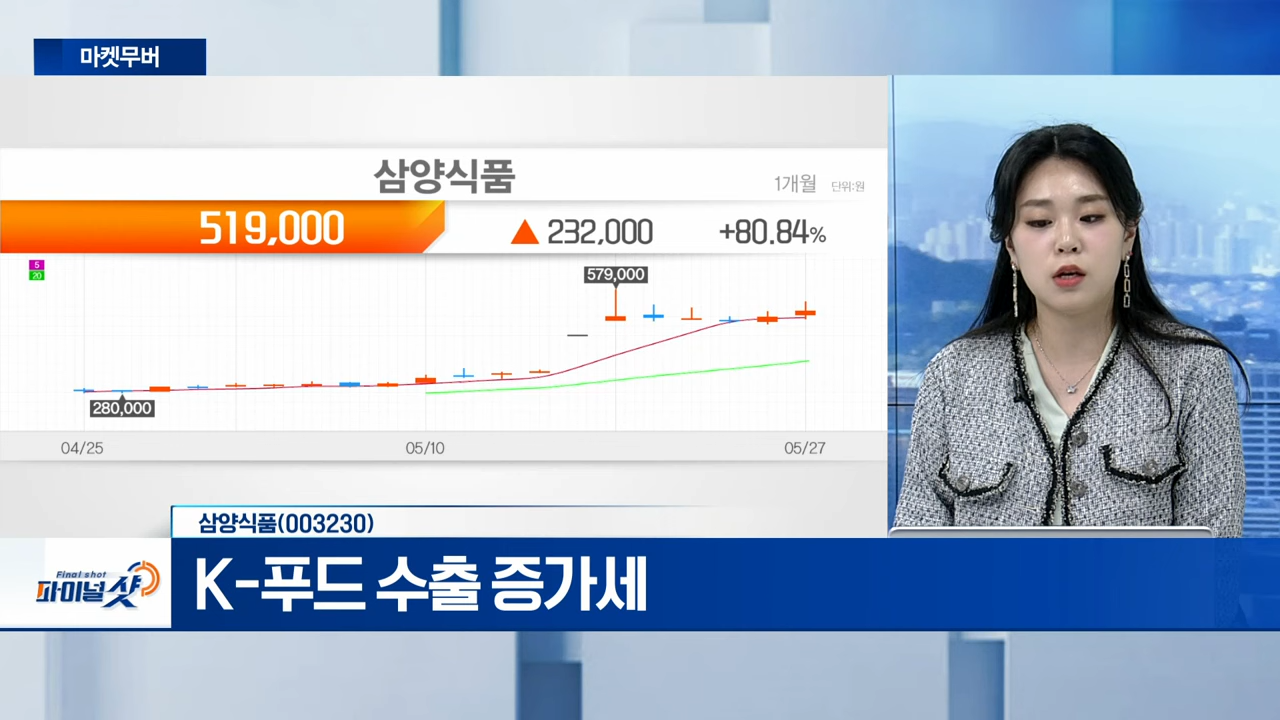 마켓무버
삼양식품
1개월 단위:원
519,000 ▲ 232,000 +80.84%
5
20
579,000
280,000
04/25 05/10 05/27
삼양식품(003230)
Final shot
파이널샷
K-푸드 수출 증가세